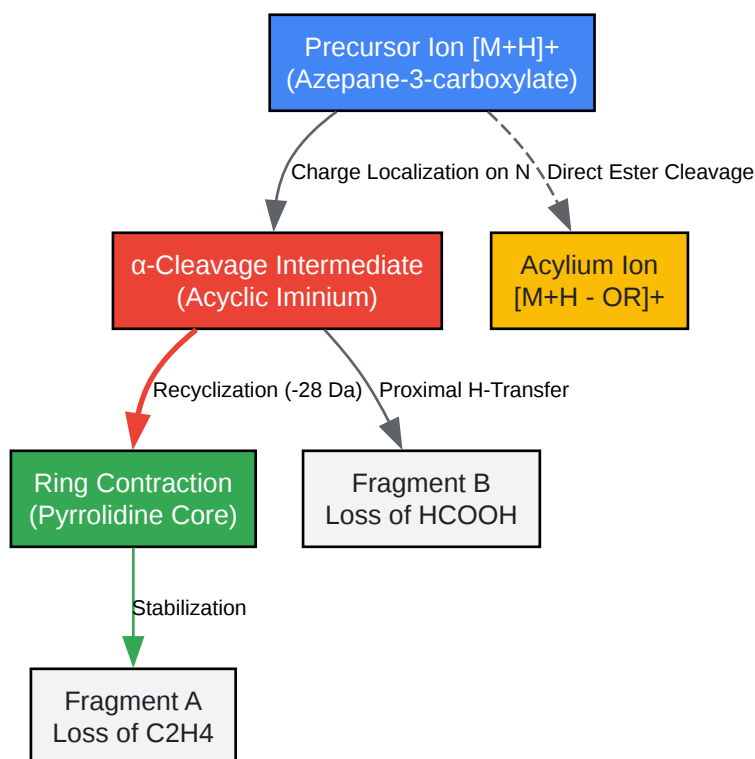 Precursor Ion [M+H]+
(Azepane-3-carboxylate)
Charge Localization on N
Direct Ester Cleavage
α-Cleavage Intermediate
(Acyclic Iminium)
Acylium Ion
[M+H - OR]+
Recyclization (-28 Da)
Proximal H-Transfer
Ring Contraction
(Pyrrolidine Core)
Fragment B
Loss of HCOOH
Stabilization
Fragment A
Loss of C2H4